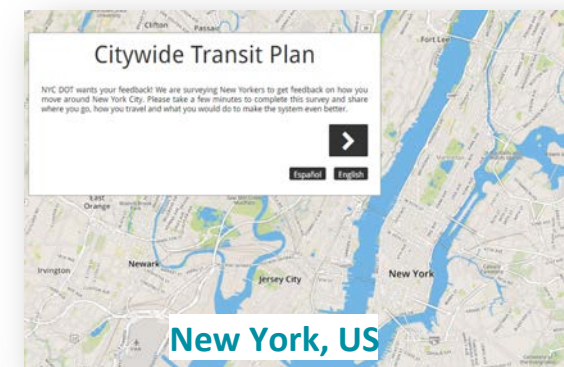 Clifton
Passaic
Fort Lee
Citywide Transit Plan
NYC DOT wants your feedback! We are surveying New Yorkers to get feedback on how you
move around New York City. Please take a few minutes to complete this survey and share
where you go, how you travel and what you would do to make the system even better.
Español English
East
Orange
Newark
Irvington
Jersey City
New York
New York, US